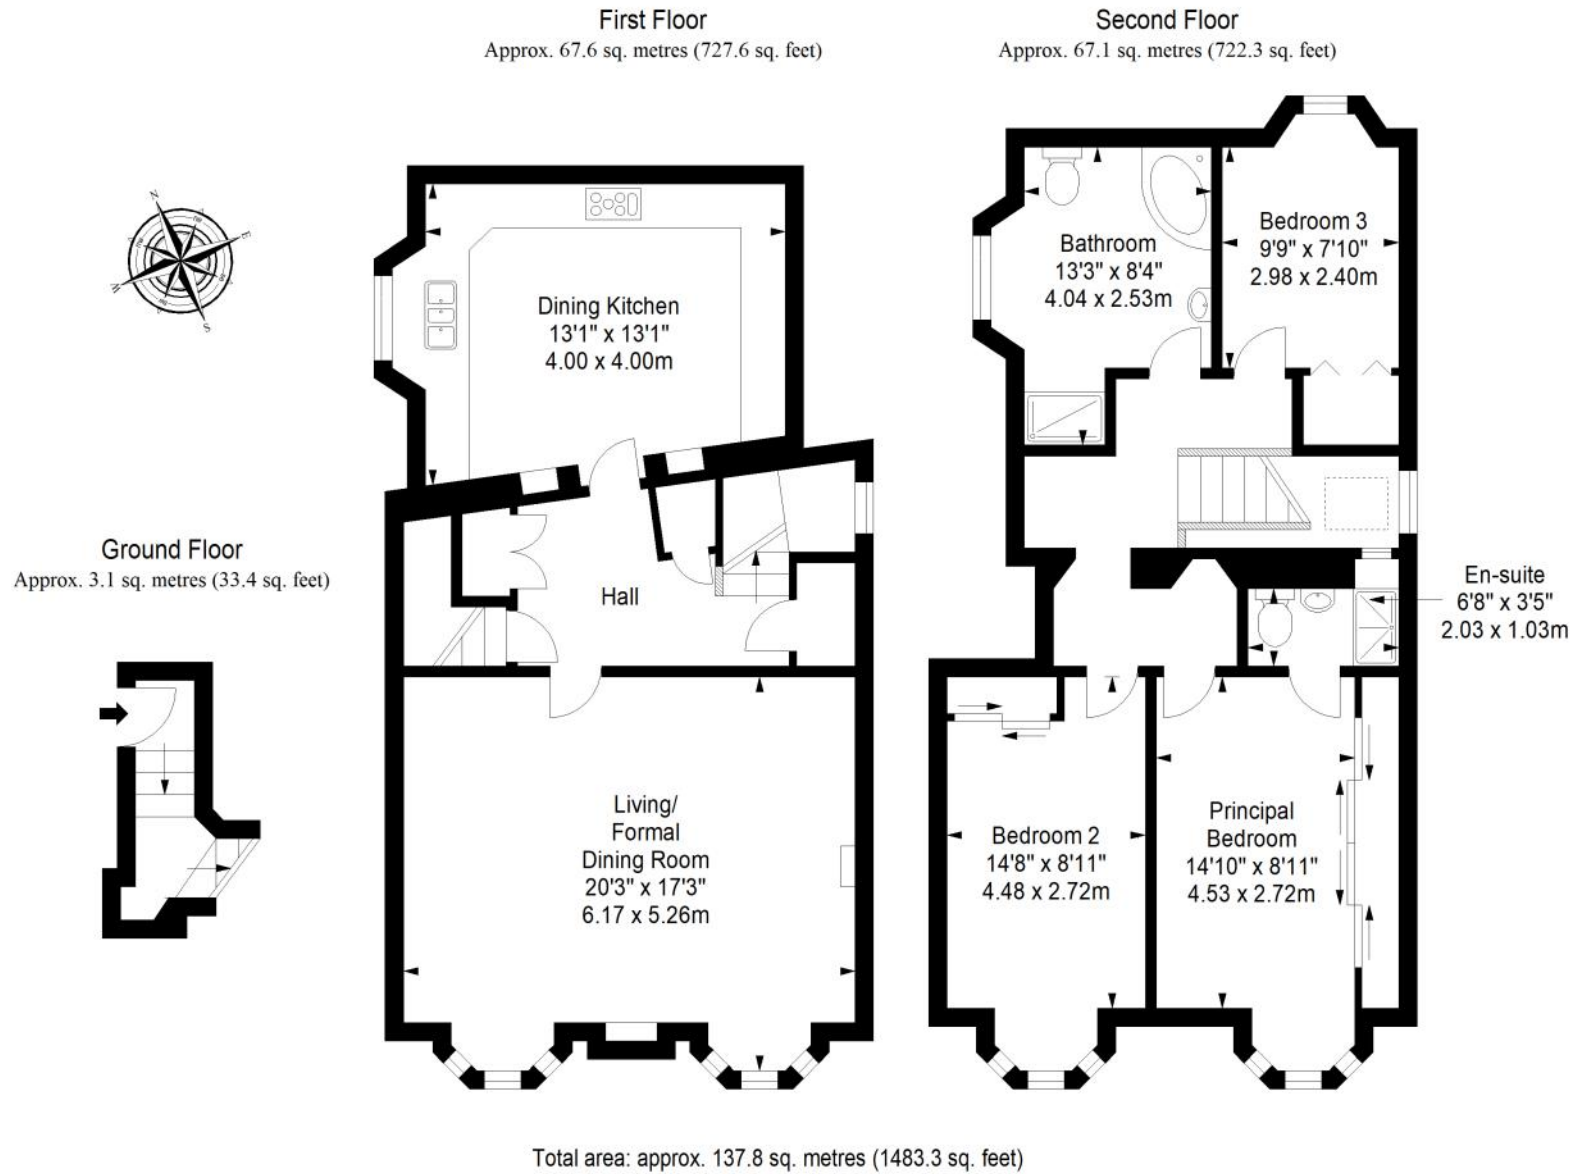 First Floor
Approx. 67.6 sq. metres (727.6 sq. feet)
Second Floor
Approx. 67.1 sq. metres (722.3 sq. feet)
N
E
S
W
Dining Kitchen
13'1" x 13'1"
4.00 x 4.00m
Bathroom
13'3" x 8'4"
4.04 x 2.53m
Bedroom 3
9'9" x 7'10"
2.98 x 2.40m
Ground Floor
Approx. 3.1 sq. metres (33.4 sq. feet)
Hall
En-suite
6'8" x 3'5"
2.03 x 1.03m
Living/
Formal
Dining Room
20'3" x 17'3"
6.17 x 5.26m
Bedroom 2
14'8" x 8'11"
4.48 x 2.72m
Principal
Bedroom
14'10" x 8'11"
4.53 x 2.72m
Total area: approx. 137.8 sq. metres (1483.3 sq. feet)